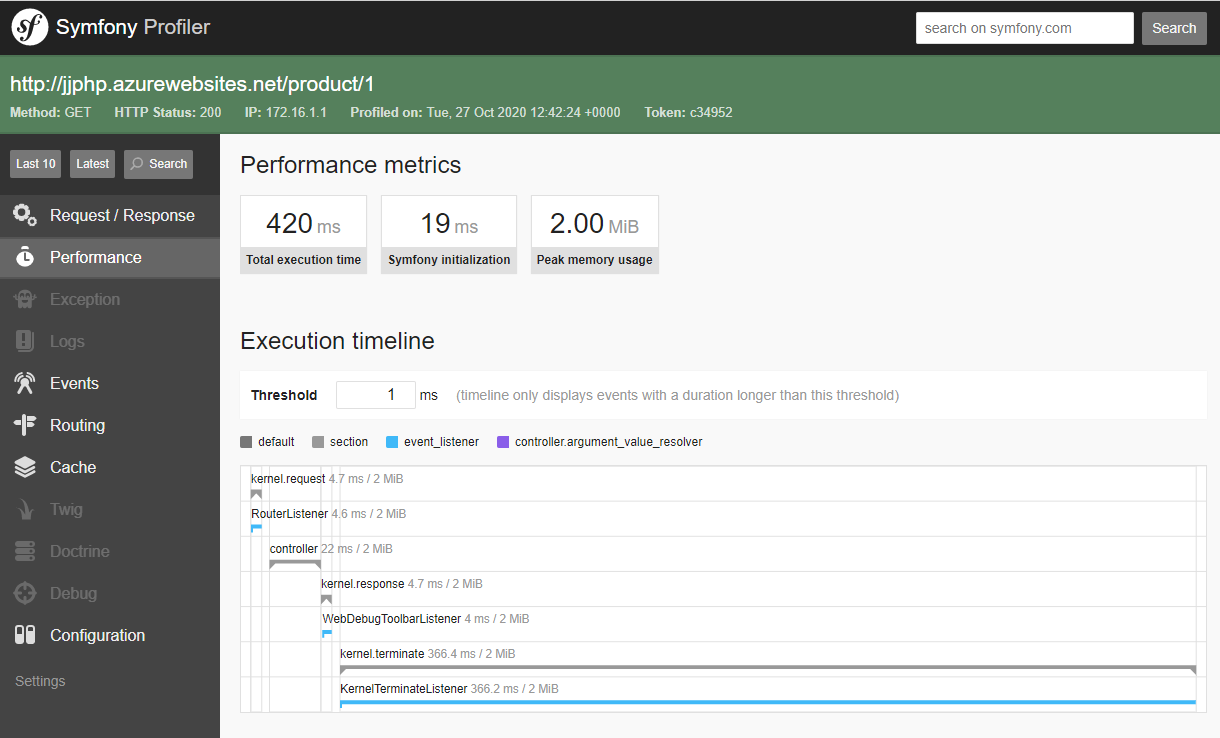 sf Symfony Profiler
search on symfony.com Search
http://jjphp.azurewebsites.net/product/1
Method: GET HTTP Status: 200 IP: 172.16.1.1 Profiled on: Tue, 27 Oct 2020 12:42:24 +0000 Token: c34952
Last 10 Latest Search
Request / Response
Performance
Exception
Logs
Events
Routing
Cache
Twig
Doctrine
Debug
Configuration
Settings
Performance metrics
420 ms
Total execution time
19 ms
Symfony initialization
2.00 MiB
Peak memory usage
Execution timeline
Threshold 1 ms (timeline only displays events with a duration longer than this threshold)
default section event_listener controller.argument_value_resolver
kernel.request 4.7 ms / 2 MiB
RouterListener 4.6 ms / 2 MiB
controller 22 ms / 2 MiB
kernel.response 4.7 ms / 2 MiB
WebDebugToolbarListener 4 ms / 2 MiB
kernel.terminate 366.4 ms / 2 MiB
KernelTerminateListener 366.2 ms / 2 MiB